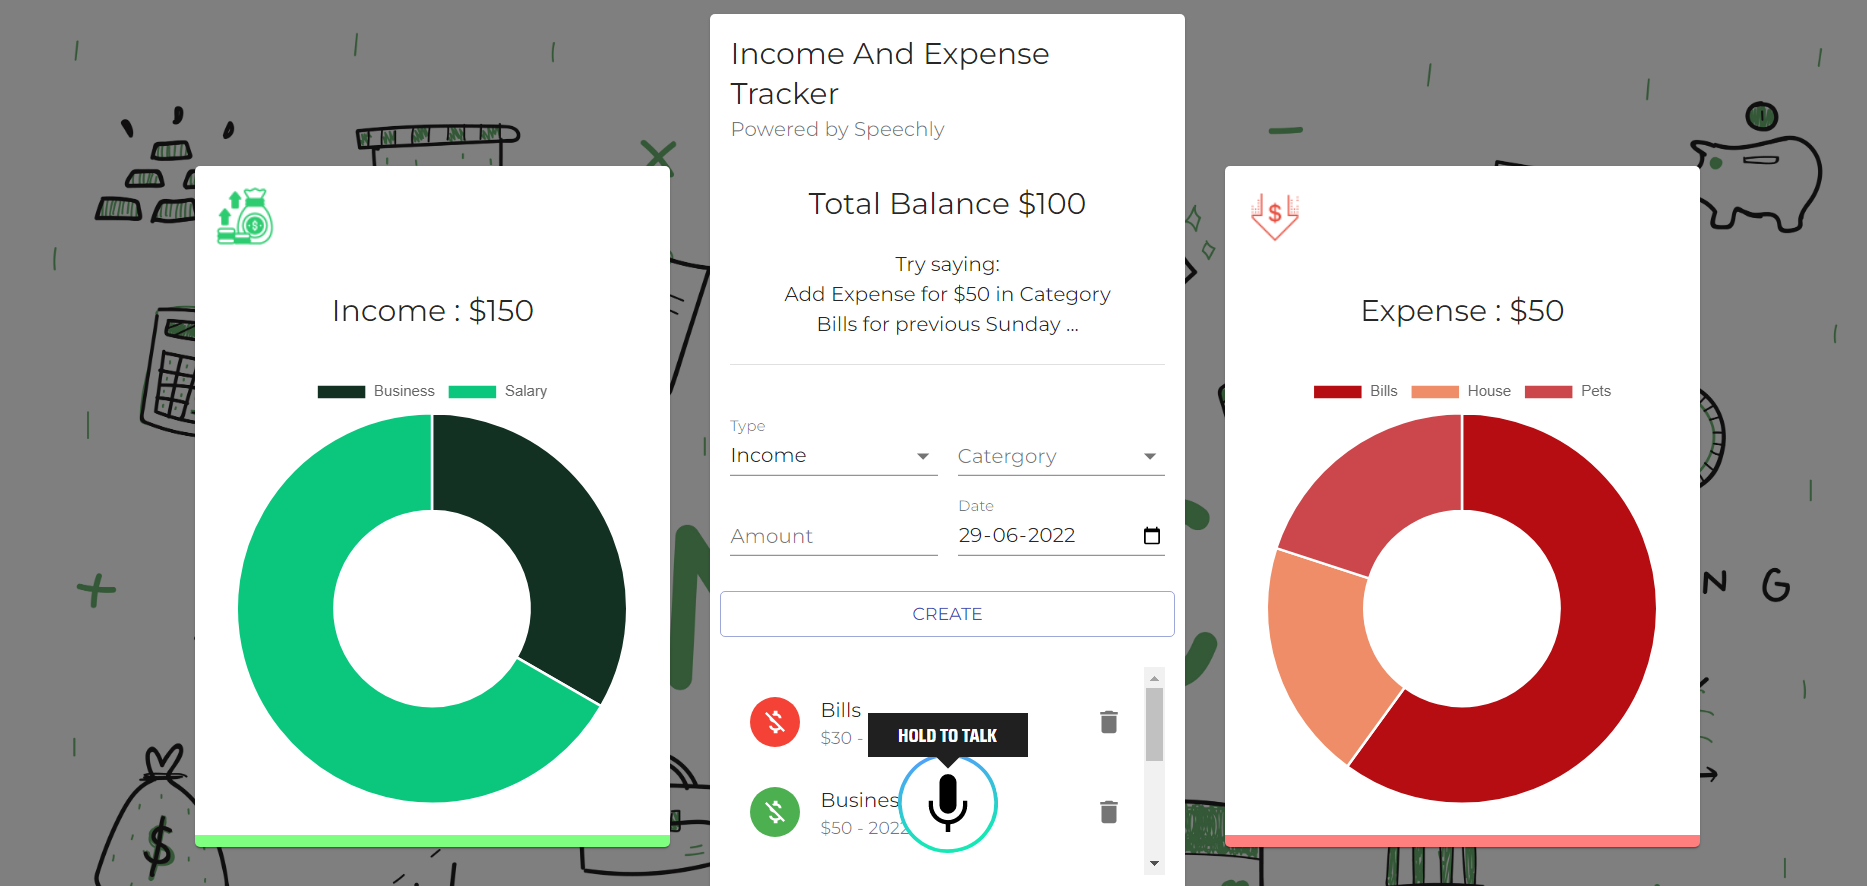 Income And Expense
Tracker
Powered by Speechly
Total Balance $100
Try saying:
Add Expense for $50 in Category
Bills for previous Sunday ...
Income : $150
Business
Salary
Type
Income
Catergory
Amount
Date
29-06-2022
CREATE
Bills
$30 -
HOLD TO TALK
Busines
$50 - 2022
Expense : $50
Bills
House
Pets
N G
$